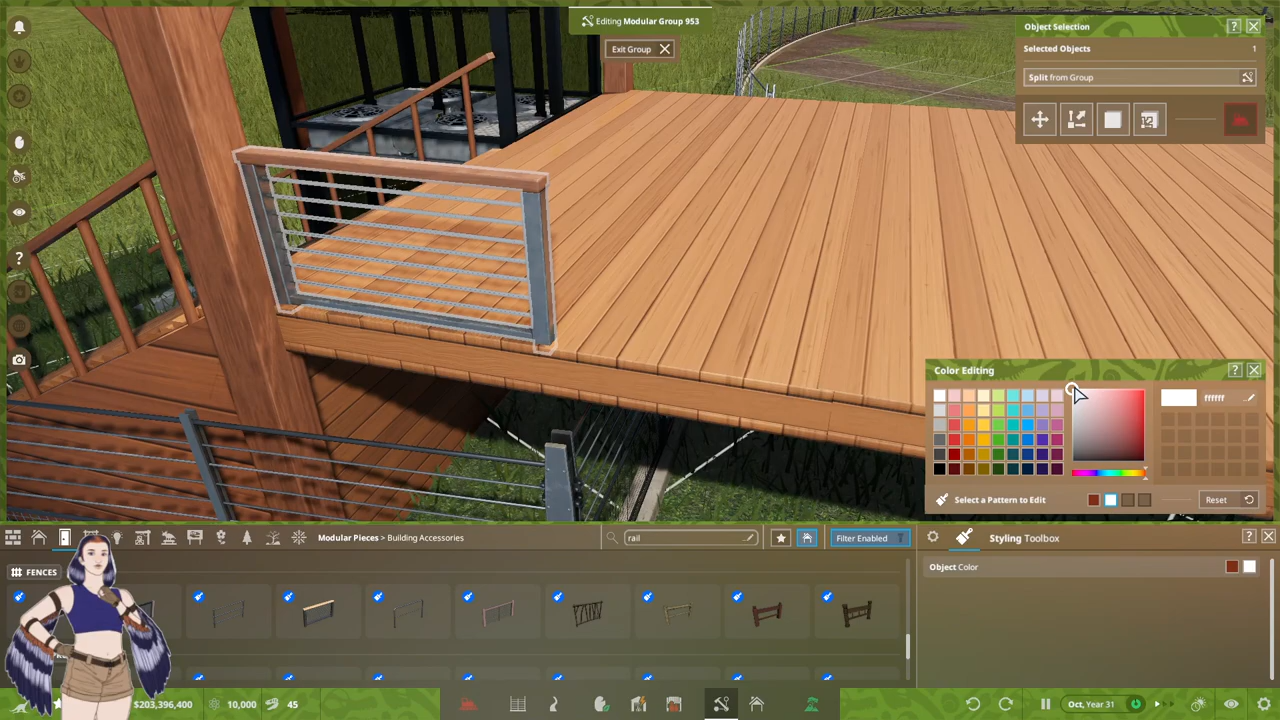 Editing Modular Group 953
Exit Group
Object Selection
?
Selected Objects 1
Split from Group
12
Color Editing
?
ffffff
Select a Pattern to Edit
Reset
Modular Pieces > Building Accessories
rail
Filter Enabled
Styling Toolbox
?
FENCES
Object Color
?
$203,396,400
10,000
45
Oct, Year 31